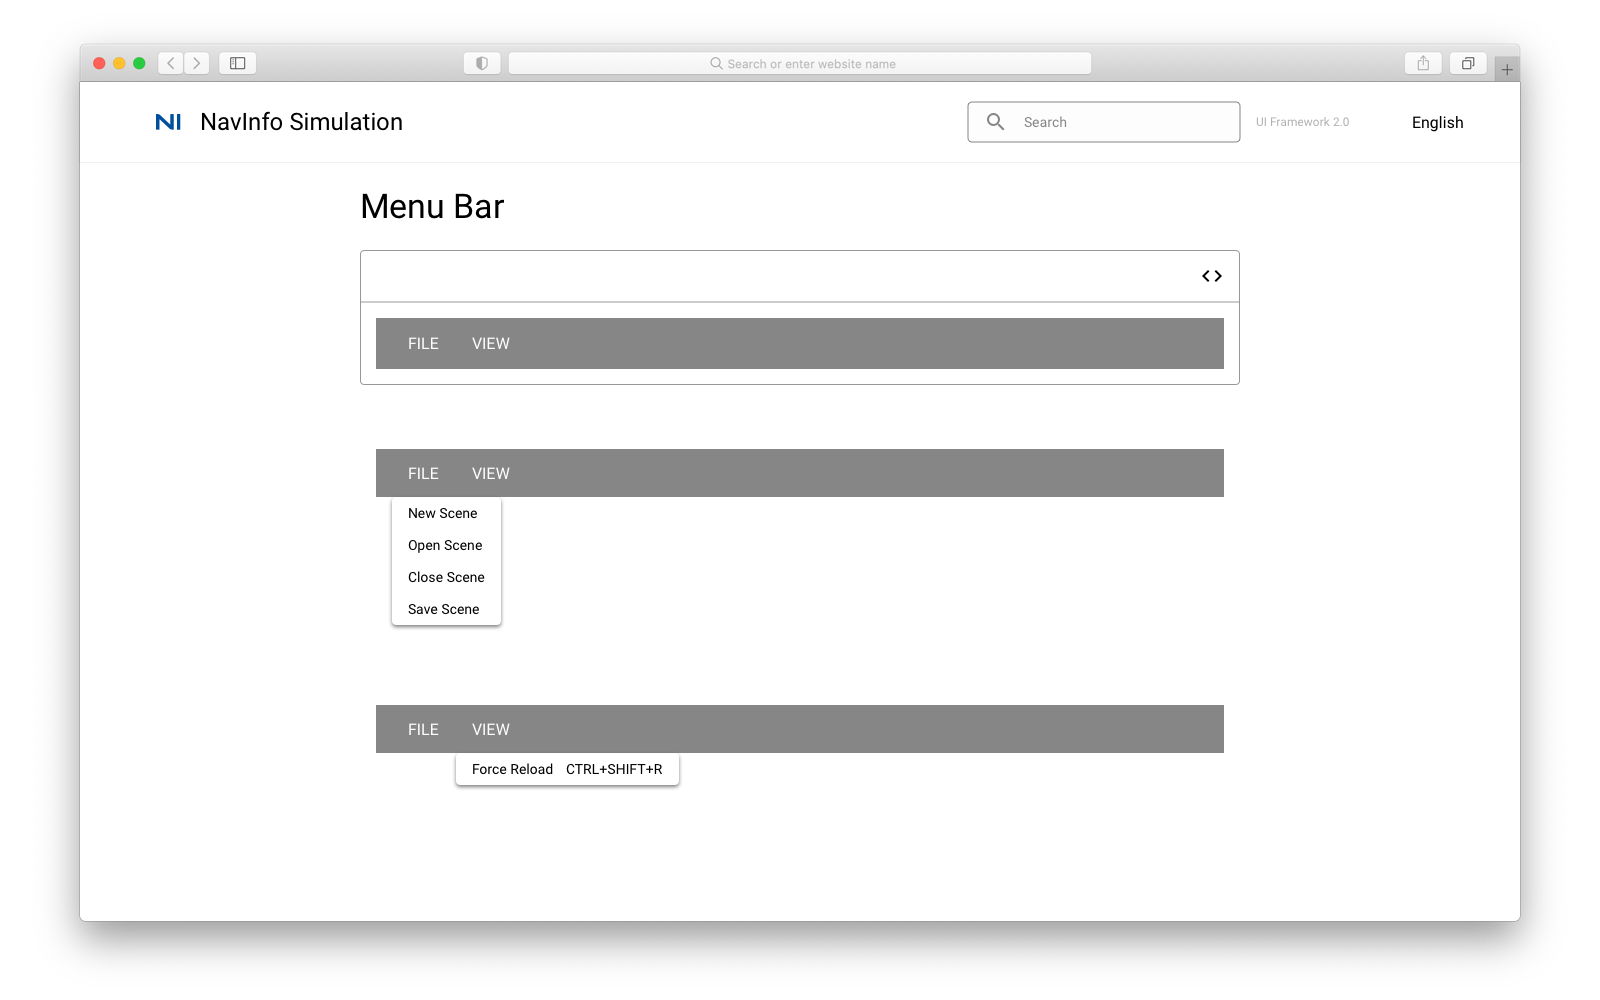 Search or enter website name
NI NavInfo Simulation
Search
UI Framework 2.0
English
Menu Bar
< >
FILE VIEW
FILE VIEW
New Scene
Open Scene
Close Scene
Save Scene
FILE VIEW
Force Reload CTRL+SHIFT+R